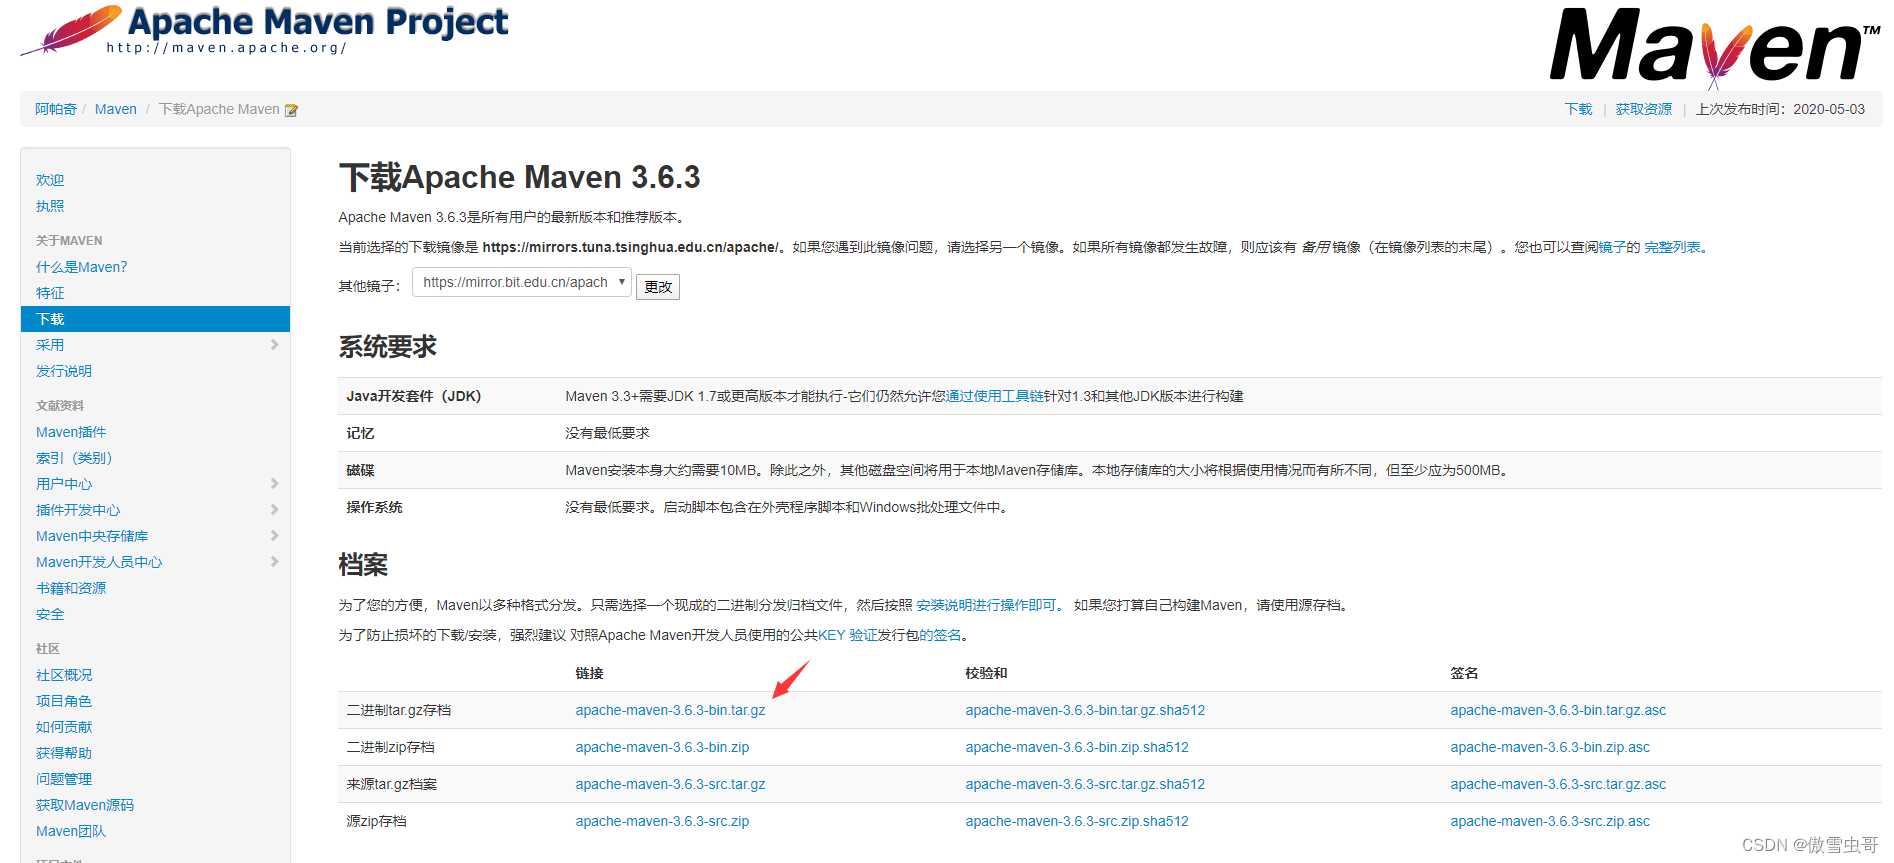 Apache Maven Project
http://maven.apache.org/
Maven™
阿帕奇 / Maven / 下载Apache Maven
下载 | 获取资源 | 上次发布时间：2020-05-03
欢迎
执照
关于MAVEN
什么是Maven?
特征
下载
采用
发行说明
文献资料
Maven插件
索引（类别）
用户中心
插件开发中心
Maven中央存储库
Maven开发人员中心
书籍和资源
安全
社区
社区概况
项目角色
如何贡献
获得帮助
问题管理
获取Maven源码
Maven团队
下载Apache Maven 3.6.3
Apache Maven 3.6.3是所有用户的最新版本和推荐版本。
当前选择的下载镜像是 https://mirrors.tuna.tsinghua.edu.cn/apache/。如果您遇到此镜像问题，请选择另一个镜像。如果所有镜像都发生故障，则应该有 备用 镜像（在镜像列表的末尾）。您也可以查阅镜子的 完整列表。
其他镜子： https://mirror.bit.edu.cn/apach 更改
系统要求
Java开发套件（JDK） Maven 3.3+需要JDK 1.7或更高版本才能执行-它们仍然允许您通过使用工具链针对1.3和其他JDK版本进行构建
记忆 没有最低要求
磁碟 Maven安装本身大约需要10MB。除此之外，其他磁盘空间将用于本地Maven存储库。本地存储库的大小将根据使用情况而有所不同，但至少应为500MB。
操作系统 没有最低要求。启动脚本包含在外壳程序脚本和Windows批处理文件中。
档案
为了您的方便，Maven以多种格式分发。只需选择一个现成的二进制分发归档文件，然后按照 安装说明进行操作即可。 如果您打算自己构建Maven，请使用源存档。
为了防止损坏的下载/安装，强烈建议 对照Apache Maven开发人员使用的公共KEY 验证发行包的签名。
链接 校验和 签名
二进制tar.gz存档 apache-maven-3.6.3-bin.tar.gz apache-maven-3.6.3-bin.tar.gz.sha512 apache-maven-3.6.3-bin.tar.gz.asc
二进制zip存档 apache-maven-3.6.3-bin.zip apache-maven-3.6.3-bin.zip.sha512 apache-maven-3.6.3-bin.zip.asc
来源tar.gz档案 apache-maven-3.6.3-src.tar.gz apache-maven-3.6.3-src.tar.gz.sha512 apache-maven-3.6.3-src.tar.gz.asc
源zip存档 apache-maven-3.6.3-src.zip apache-maven-3.6.3-src.zip.sha512 apache-maven-3.6.3-src.zip.asc
CSDN @傲雪虫哥